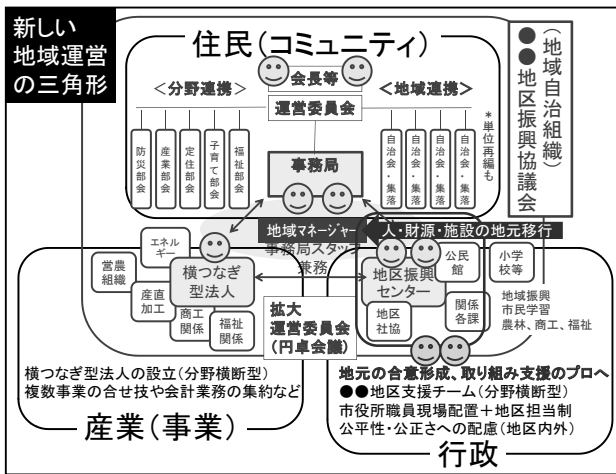 新しい
地域運営
の三角形
住民(コミュニティ)
会長等
＜分野連携＞
＜地域連携＞
運営委員会
防災部会
産業部会
定住部会
子育て部会
福祉部会
自治会・集落
自治会・集落
自治会・集落
自治会・集落
＊単位再編も
(地域自治組織)
●●地区振興協議会
事務局
地域マネージャー
人・財源・施設の地元移行
事務局スタッフ
兼務
エネル
ギー
営農
組織
横つなぎ
型法人
産直
加工
商工
関係
福祉
関係
拡大
運営委員会
(円卓会議)
公民
館
小学
校等
地区振興
センター
地区
社協
関係
各課
地域振興
市民学習
農林、商工、福祉
横つなぎ型法人の設立(分野横断型)
複数事業の合せ技や会計業務の集約など
産業(事業)
地元の合意形成、取り組み支援のプロへ
●●地区支援チーム(分野横断型)
市役所職員現場配置＋地区担当制
公平性・公正さへの配慮(地区内外)
行政